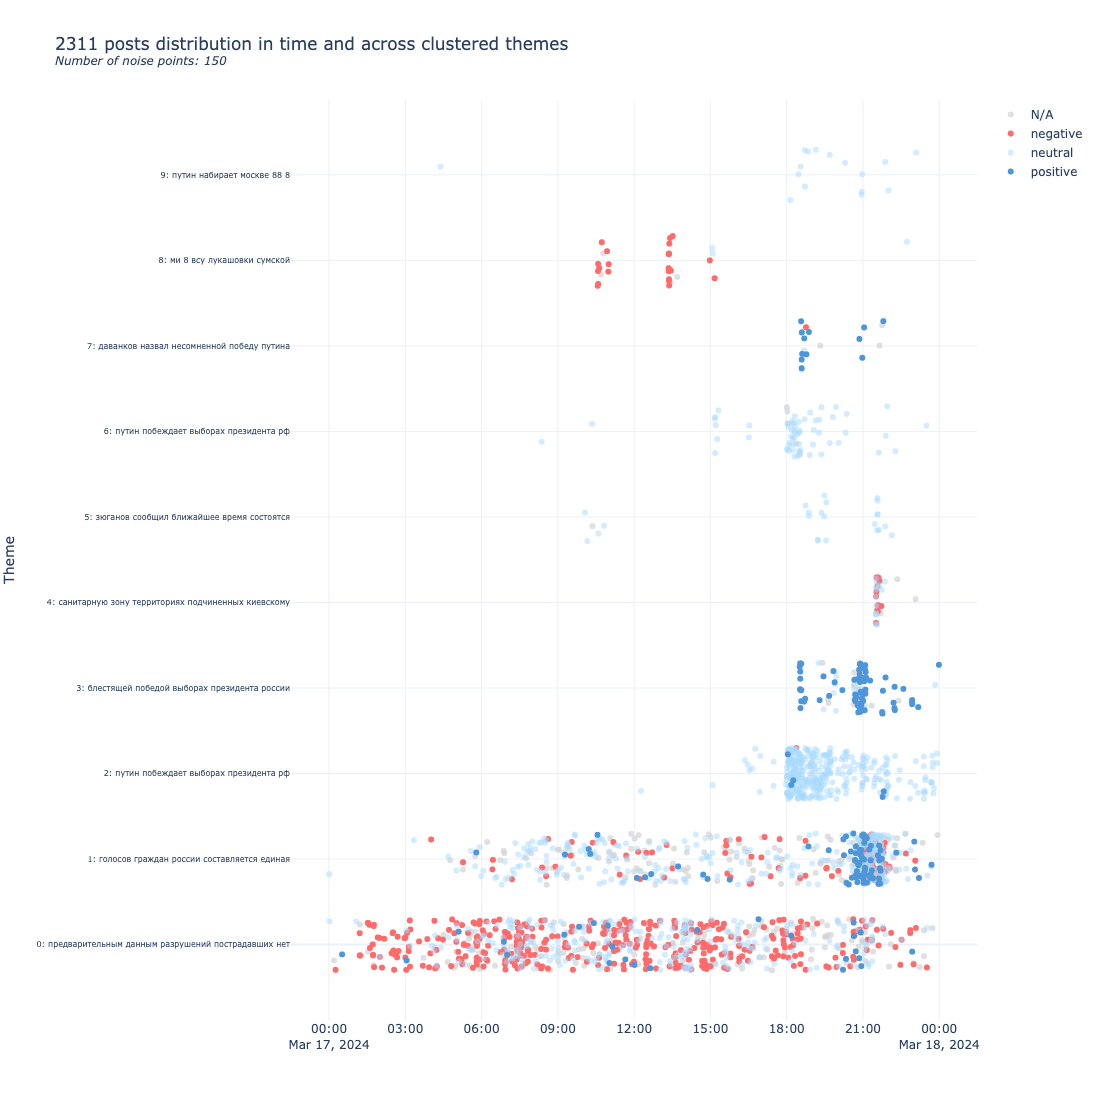 2311 posts distribution in time and across clustered themes
Number of noise points: 150
N/A
negative
neutral
positive
9: путин набирает москве 88 8
8: ми 8 всу лукашовки сумской
7: даванков назвал несомненной победу путина
6: путин побеждает выборах президента рф
5: зюганов сообщил ближайшее время состоятся
Theme
4: санитарную зону территориях подчиненных киевскому
3: блестящей победой выборах президента россии
2: путин побеждает выборах президента рф
1: голосов граждан россии составляется единая
0: предварительным данным разрушений пострадавших нет
00:00 03:00 06:00 09:00 12:00 15:00 18:00 21:00 00:00
Mar 17, 2024 Mar 18, 2024